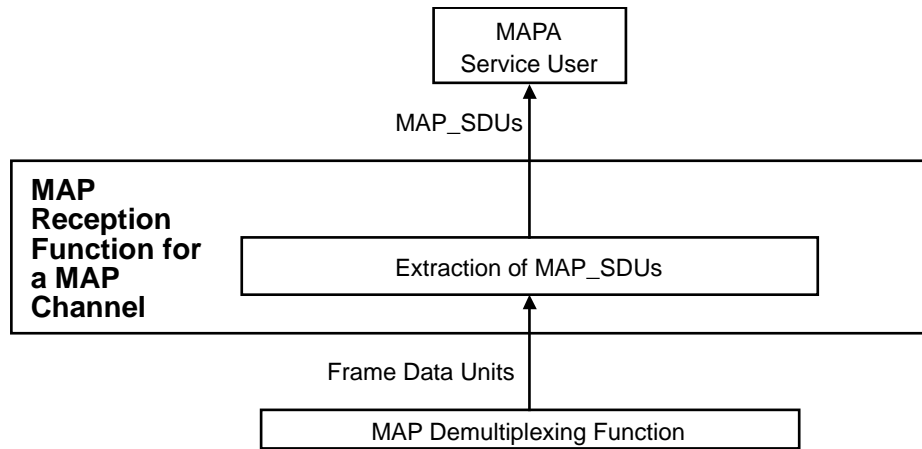 MAPA
Service User
MAP_SDUs
MAP
Reception
Function for
a MAP
Channel
Extraction of MAP_SDUs
Frame Data Units
MAP Demultiplexing Function